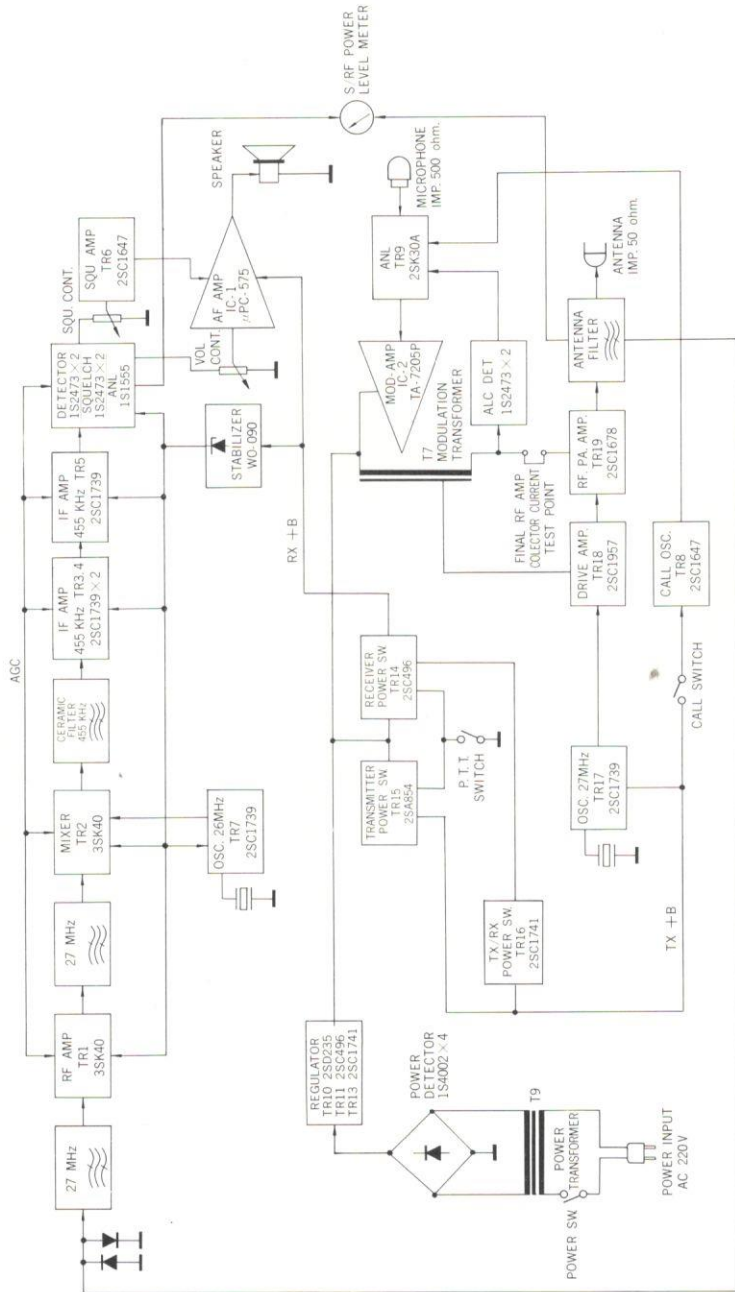 AGC
27 MHz
RF AMP
TR1
3SK40
27 MHz
MIXER
TR2
3SK40
CERAMIC
FILTER
455 KHz
IF AMP
455 KHz TR3.4
2SC1739×2
IF AMP
455 KHz TR5
2SC1739
DETECTOR
1S2473×2
SQUELCH
1S2473×2
ANL
1S1555
SQU. CONT.
SQU AMP
TR6
2SC1647
OSC. 26MHz
TR7
2SC1739
STABILIZER
WO-090
VOL
CONT.
AF AMP
IC-1
μPC-575
SPEAKER
S/RF POWER
LEVEL METER
RX +B
REGULATOR
TR10 2SD235
TR11 2SC496
TR13 2SC1741
POWER
DETECTOR
1S4002×4
T9
POWER
TRANSFORMER
POWER SW.
POWER INPUT
AC 220V
TRANSMITTER
POWER SW.
TR15
2SA854
RECEIVER
POWER SW.
TR14
2SC496
P.T.T.
SWITCH
TX/RX
POWER SW.
TR16
2SC1741
TX +B
MOD-AMP
IC-2
TA-7205P
T7
MODULATION
TRANSFORMER
ANL
TR9
2SK30A
MICROPHONE
IMP. 500 ohm.
ALC DET.
1S2473×2
FINAL RF AMP
COLECTOR CURRENT
TEST POINT
OSC. 27MHz
TR17
2SC1739
DRIVE AMP.
TR18
2SC1957
RF. PA. AMP.
TR19
2SC1678
ANTENNA
FILTER
ANTENNA
IMP. 50 ohm.
CALL SWITCH
CALL OSC.
TR8
2SC1647